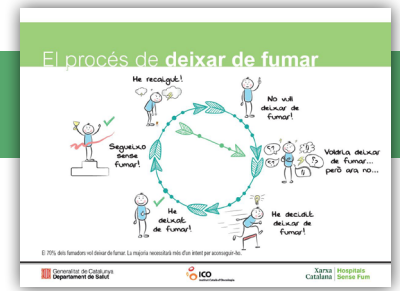 El procés de deixar de fumar
He recaigut!
No vull
deixar de
fumar!
Voldria deixar
de fumar...
però ara no...
He decidit
deixar de
fumar!
He
deixat
de fumar!
Segueixo
sense
fumar!
El 70% dels fumadors vol deixar de fumar. La majoria necessitarà més d'un intent per aconseguir-ho.
Generalitat de Catalunya
Departament de Salut
ICO
Institut Català d'Oncologia
Xarxa
Catalana
Hospitals
Sense Fum